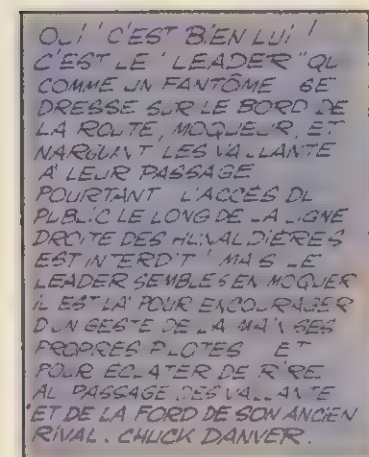 OUI ! C'EST BIEN LUI !
C'EST LE "LEADER" QUI
COMME UN FANTÔME SE
DRESSE SUR LE BORD DE
LA ROUTE, MOQUEUR, ET
NARGUANT LES VAILLANTE
A' LEUR PASSAGE
POURTANT L'ACCÈS DU
PUBLIC LE LONG DE LA LIGNE
DROITE DES HUNAUDIÈRES
EST INTERDIT ! MAIS LE
LEADER SEMBLE S'EN MOQUER
IL EST LA' POUR ENCOURAGER
D'UN GESTE DE LA MAIN SES
PROPRES PILOTES ET
POUR ECLATER DE RIRE
AU PASSAGE DES VAILLANTE
ET DE LA FORD DE SON ANCIEN
RIVAL. CHUCK DANVER.